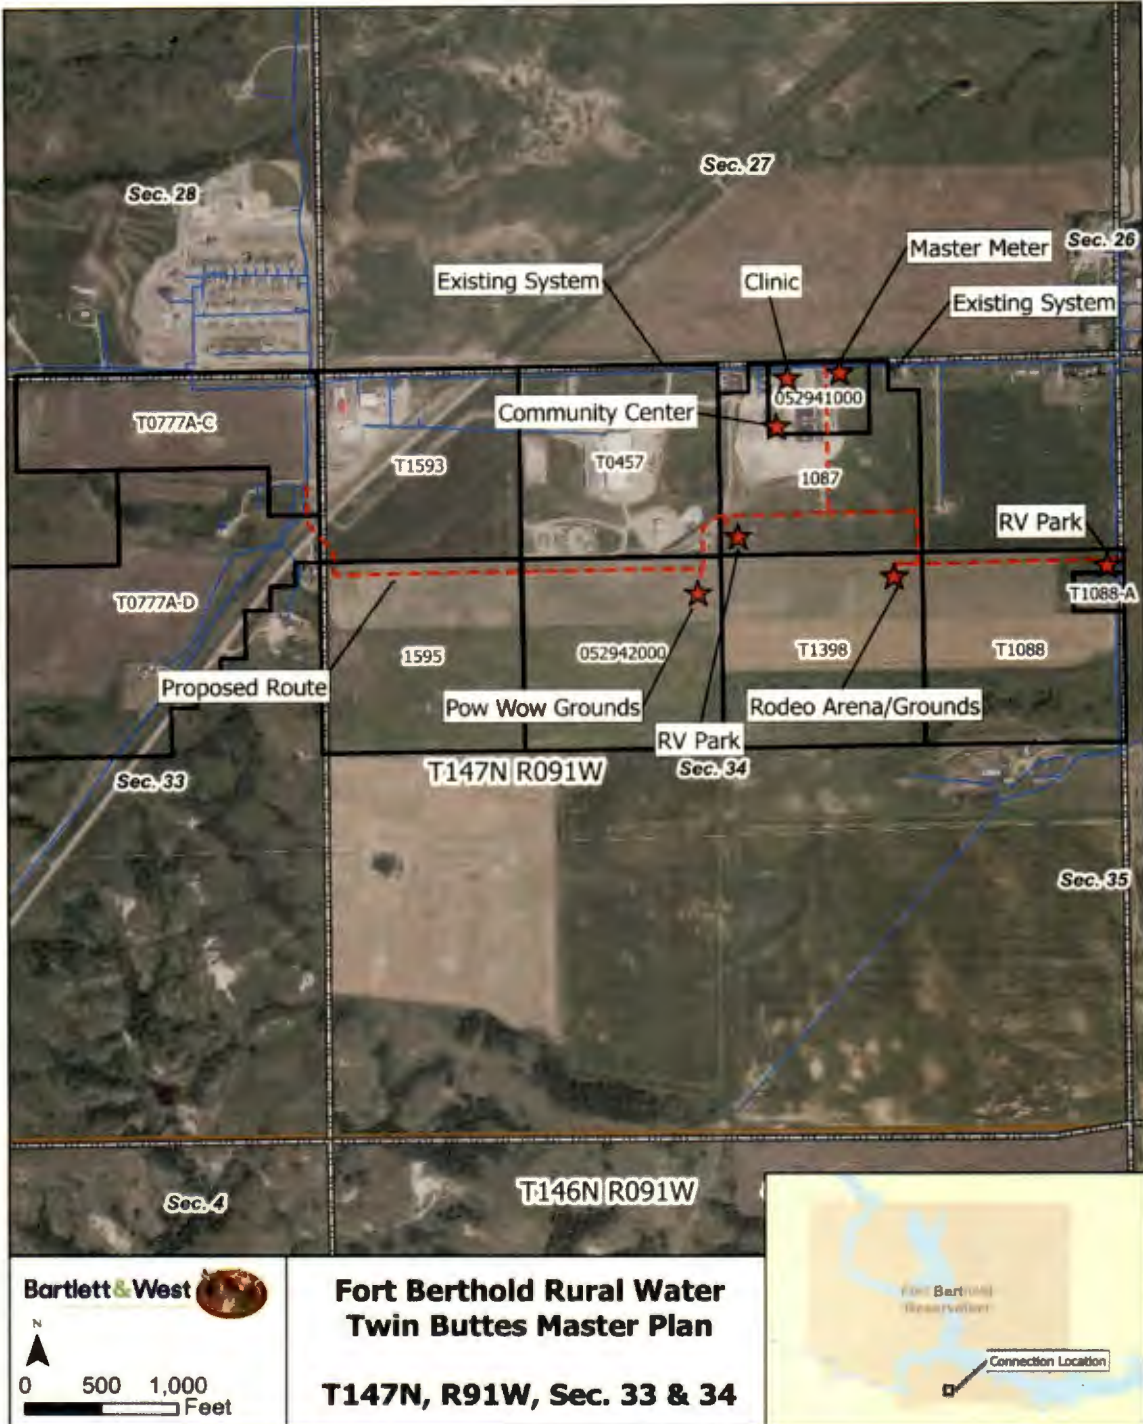 Sec. 27
Sec. 28
Master Meter
Sec. 26
Existing System
Clinic
Existing System
052941000
Community Center
T0777A-C
T1593
T0457
1087
RV Park
T0777A-D
T1088-A
1595
052942000
T1398
T1088
Proposed Route
Pow Wow Grounds
Rodeo Arena/Grounds
RV Park
T147N R091W
Sec. 34
Sec. 33
Sec. 35
Sec. 4
T146N R091W
Bartlett&West
N
0 500 1,000
Feet
Fort Berthold Rural Water
Twin Buttes Master Plan
T147N, R91W, Sec. 33 & 34
Fort Berthold
Reservation
Connection Location